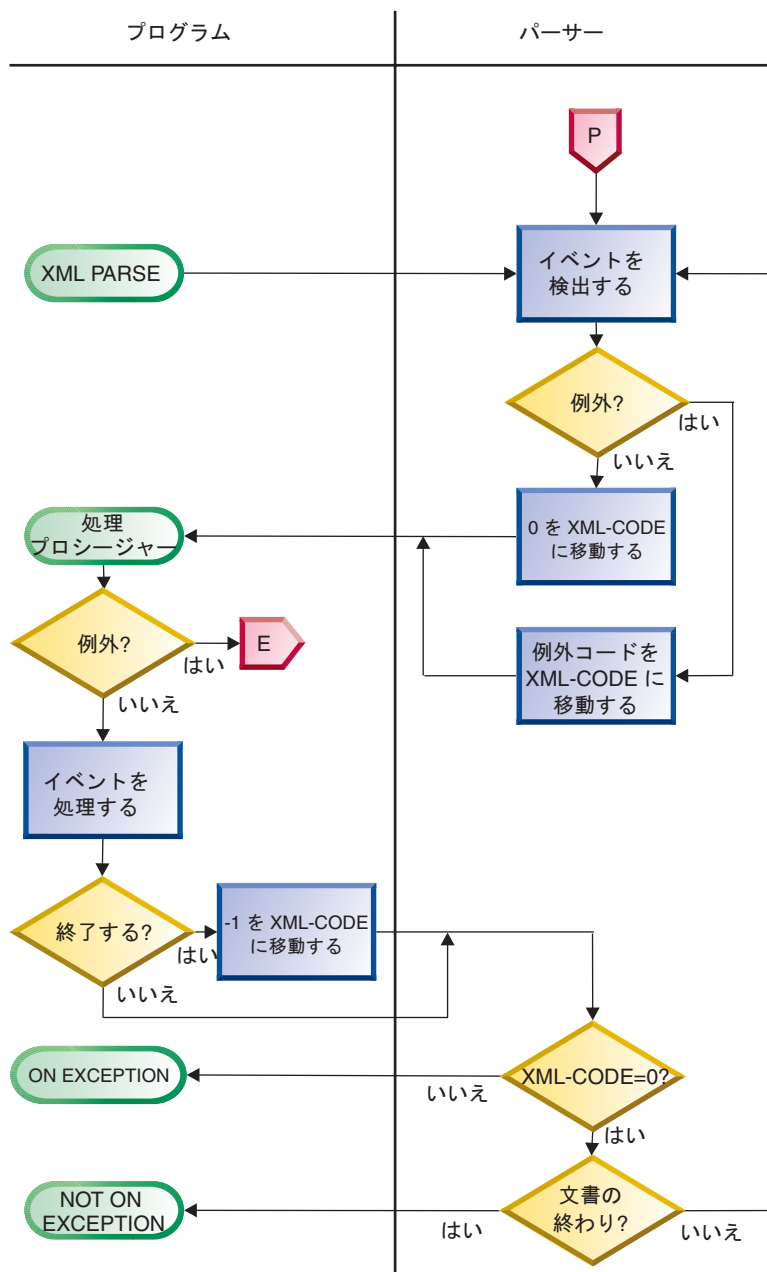 プログラム
パーサー
P
XML PARSE
イベントを
検出する
例外?
はい
いいえ
処理
プロシージャー
0 を XML-CODE
に移動する
例外?
はい
E
いいえ
例外コードを
XML-CODE に
移動する
イベントを
処理する
終了する?
はい
-1 を XML-CODE
に移動する
いいえ
ON EXCEPTION
いいえ
XML-CODE=0?
はい
NOT ON
EXCEPTION
はい
文書の
終わり?
いいえ